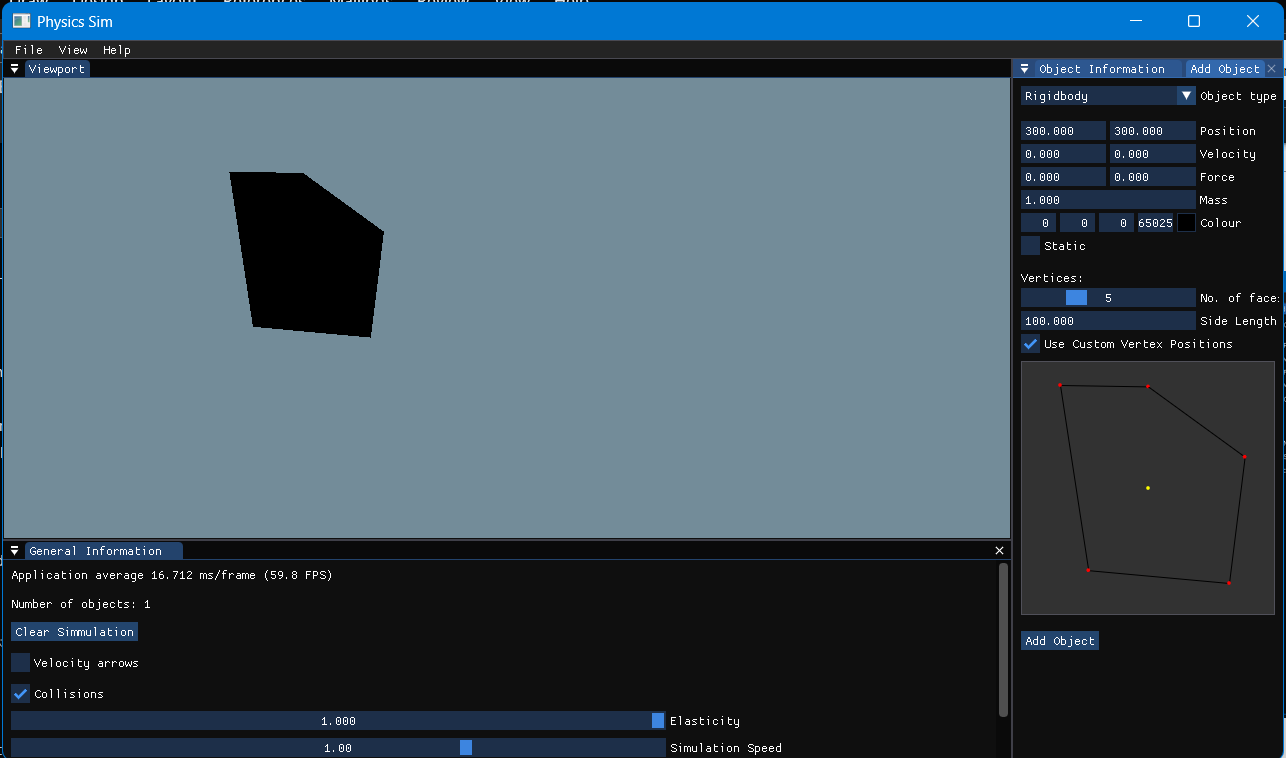 Physics Sim
File View Help
Viewport
Object Information Add Object
Rigidbody Object type
300.000 300.000 Position
0.000 0.000 Velocity
0.000 0.000 Force
1.000 Mass
0 0 0 65025 Colour
Static
Vertices:
5 No. of face
100.000 Side Length
Use Custom Vertex Positions
Add Object
General Information
Application average 16.712 ms/frame (59.8 FPS)
Number of objects: 1
Clear Simmulation
Velocity arrows
Collisions
1.000 Elasticity
1.00 Simulation Speed